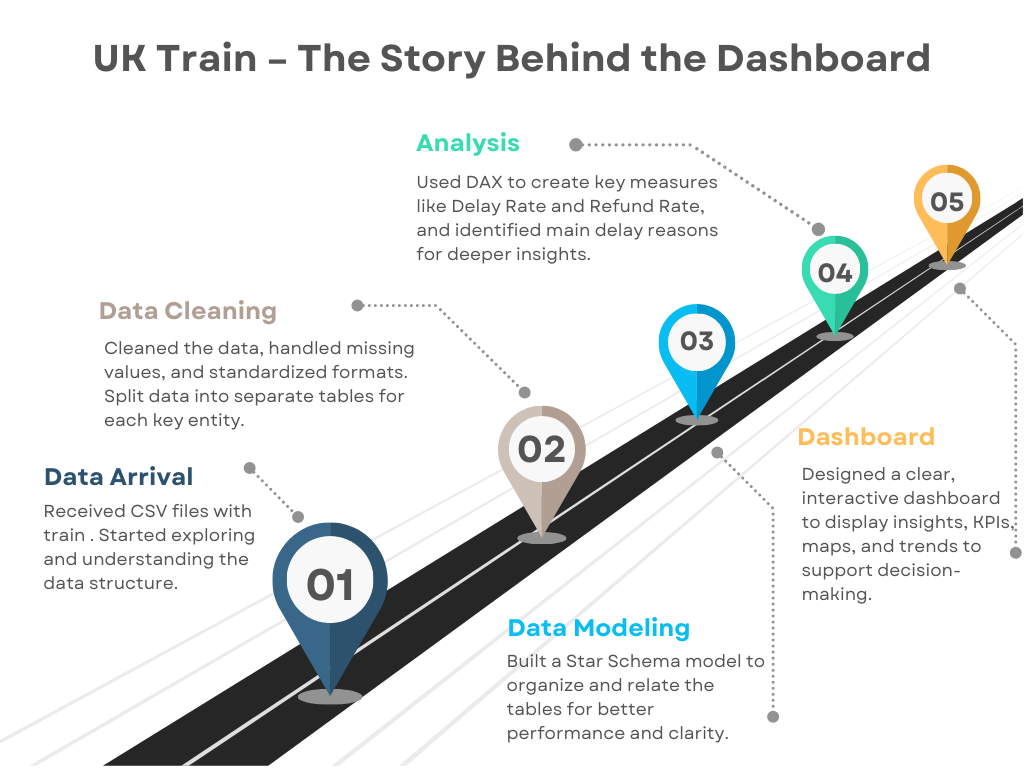 UK Train – The Story Behind the Dashboard
Analysis
Used DAX to create key measures
like Delay Rate and Refund Rate,
and identified main delay reasons
for deeper insights.
05
04
Data Cleaning
Cleaned the data, handled missing
values, and standardized formats.
Split data into separate tables for
each key entity.
03
02
Dashboard
Designed a clear,
interactive dashboard
to display insights, KPIs,
maps, and trends to
support decision-
making.
Data Arrival
Received CSV files with
train . Started exploring
and understanding the
data structure.
01
Data Modeling
Built a Star Schema model to
organize and relate the
tables for better
performance and clarity.